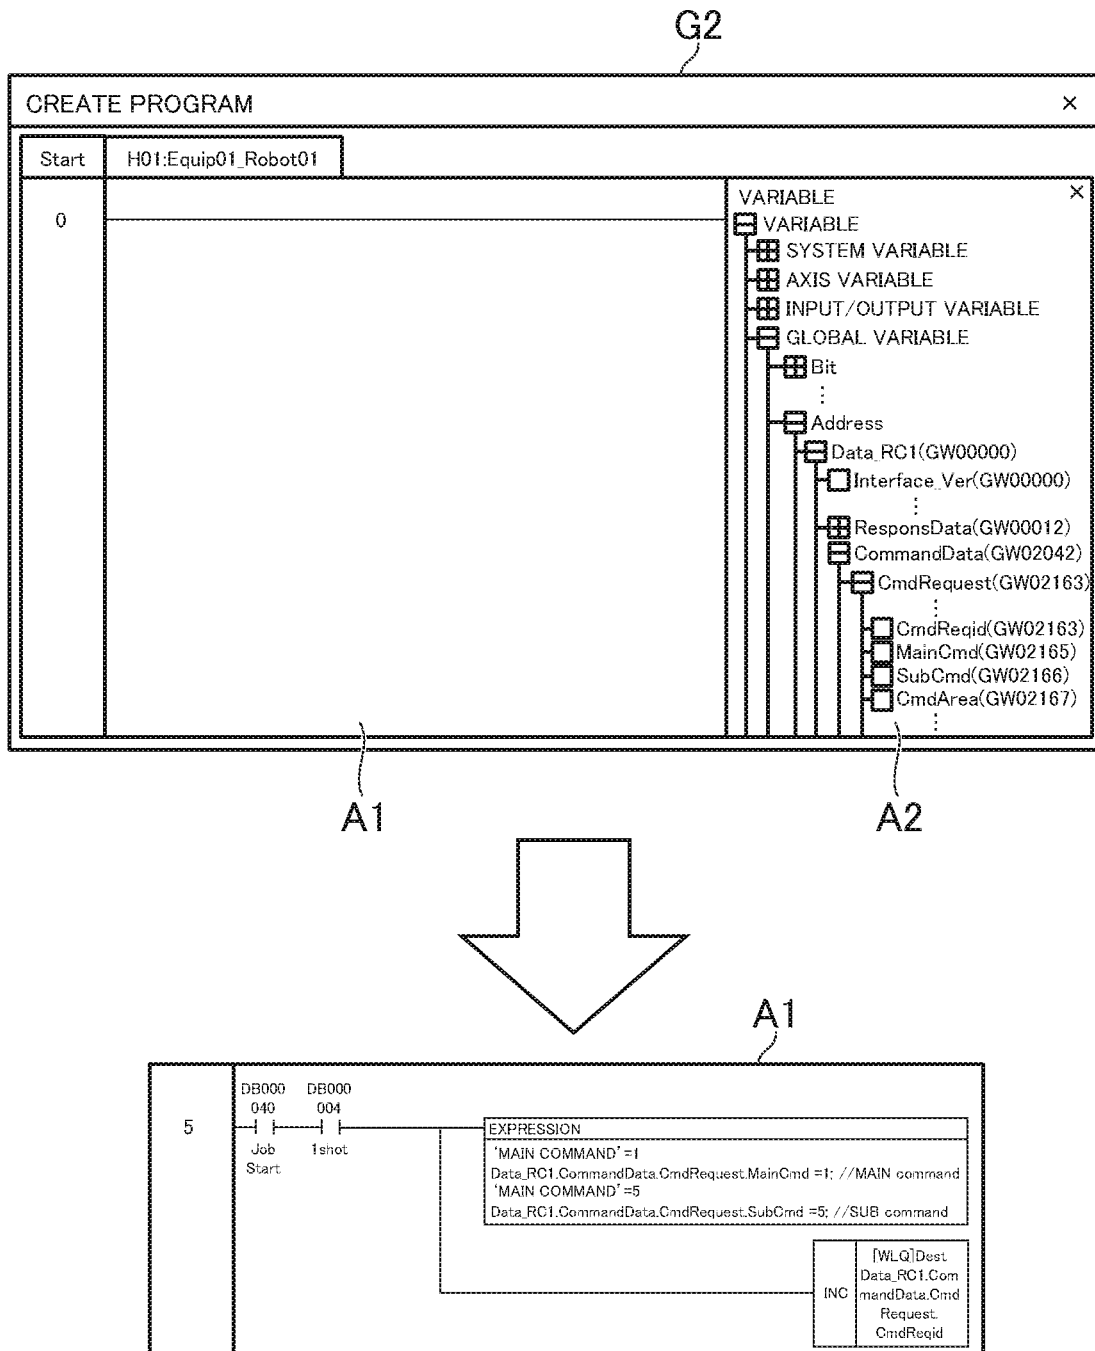 G2
CREATE PROGRAM ×
Start H01:Equip01_Robot01
0
VARIABLE ×
VARIABLE
SYSTEM VARIABLE
AXIS VARIABLE
INPUT/OUTPUT VARIABLE
GLOBAL VARIABLE
Bit
Address
Data_RC1(GW00000)
Interface_Ver(GW00000)
ResponsData(GW00012)
CommandData(GW02042)
CmdRequest(GW02163)
CmdReqid(GW02163)
MainCmd(GW02165)
SubCmd(GW02166)
CmdArea(GW02167)
A1
A2
A1
5
DB000 DB000
040 004
Job 1shot
Start
EXPRESSION
‘MAIN COMMAND’=1
Data_RC1.CommandData.CmdRequest.MainCmd =1; //MAIN command
‘MAIN COMMAND’=5
Data_RC1.CommandData.CmdRequest.SubCmd =5; //SUB command
INC
[WLQ]Dest
Data_RC1.Com
mandData.Cmd
Request.
CmdReqid